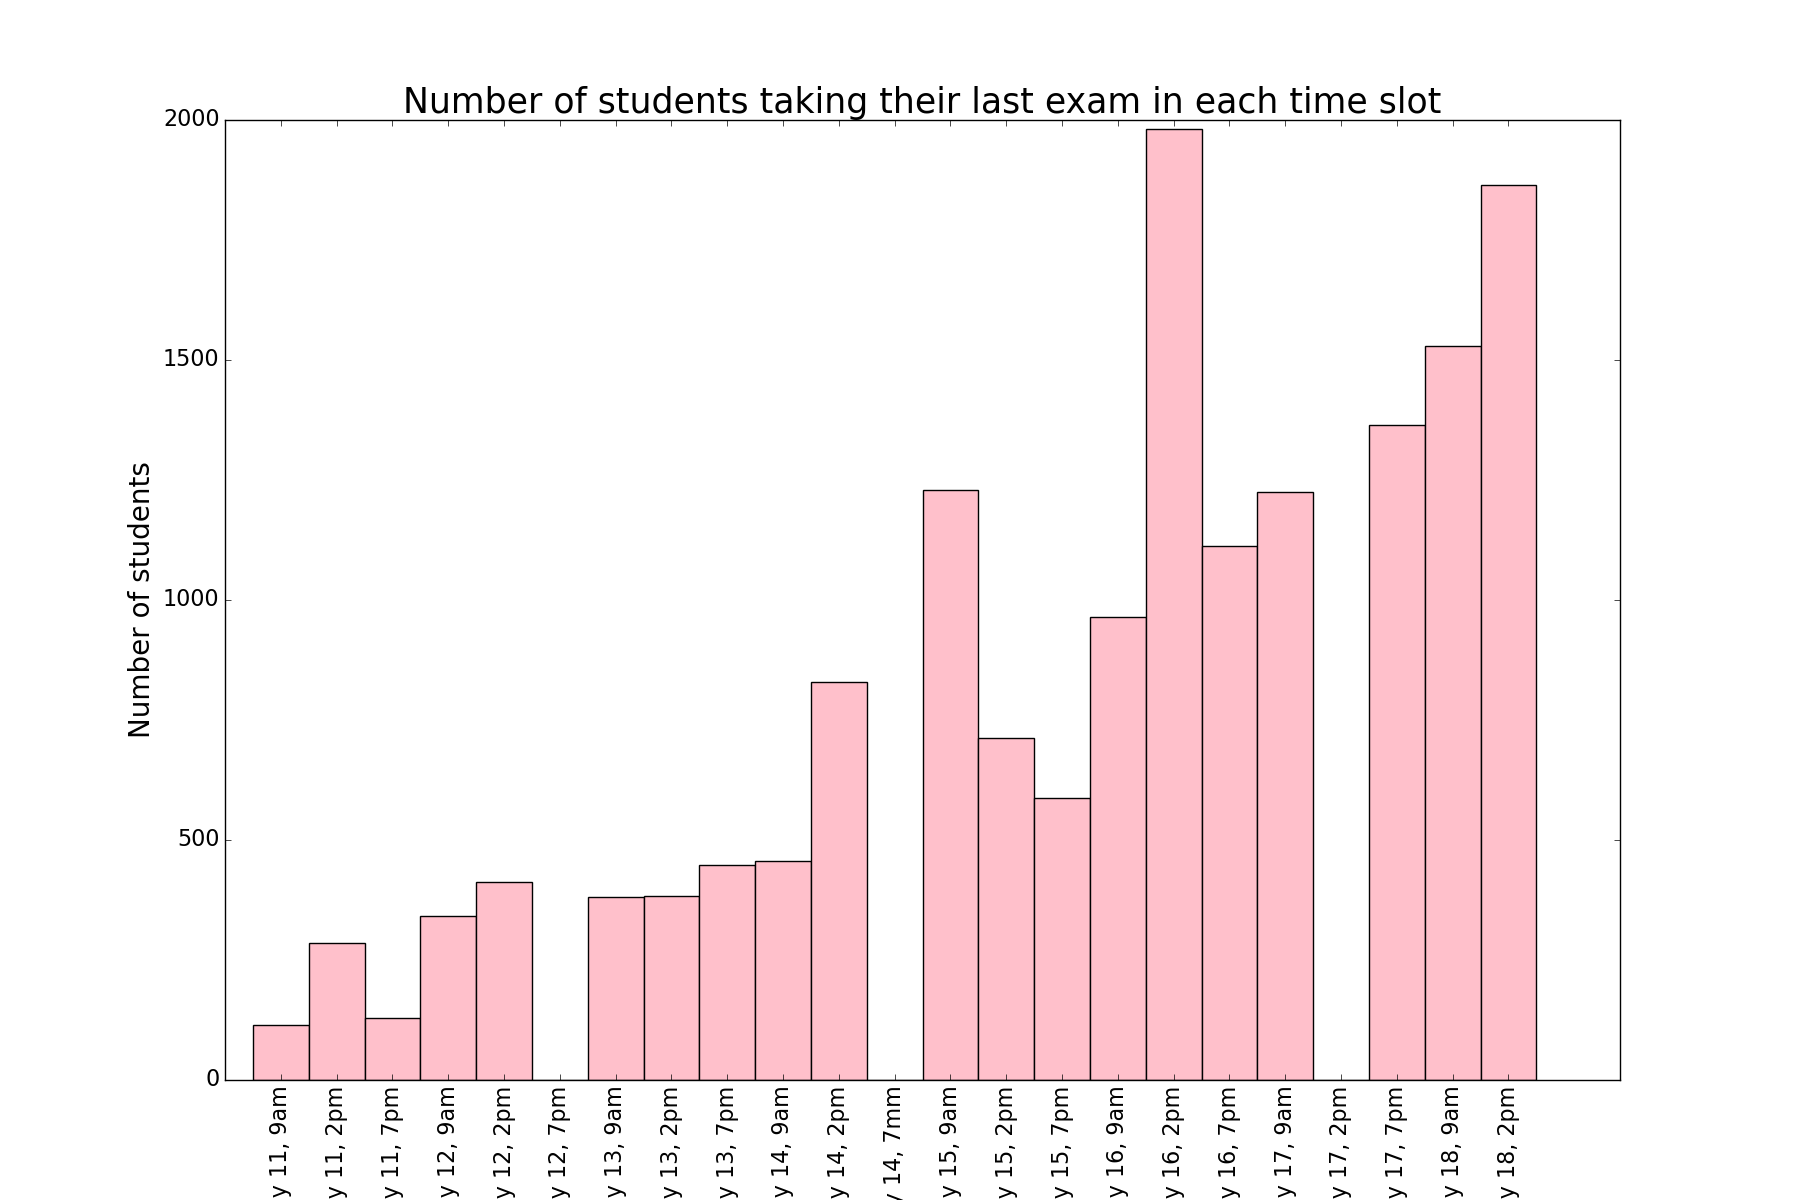 Number of students taking their last exam in each time slot
Number of students
2000
1500
1000
500
0
y 11, 9am
y 11, 2pm
y 11, 7pm
y 12, 9am
y 12, 2pm
y 12, 7pm
y 13, 9am
y 13, 2pm
y 13, 7pm
y 14, 9am
y 14, 2pm
y 14, 7mm
y 15, 9am
y 15, 2pm
y 15, 7pm
y 16, 9am
y 16, 2pm
y 16, 7pm
y 17, 9am
y 17, 2pm
y 17, 7pm
y 18, 9am
y 18, 2pm